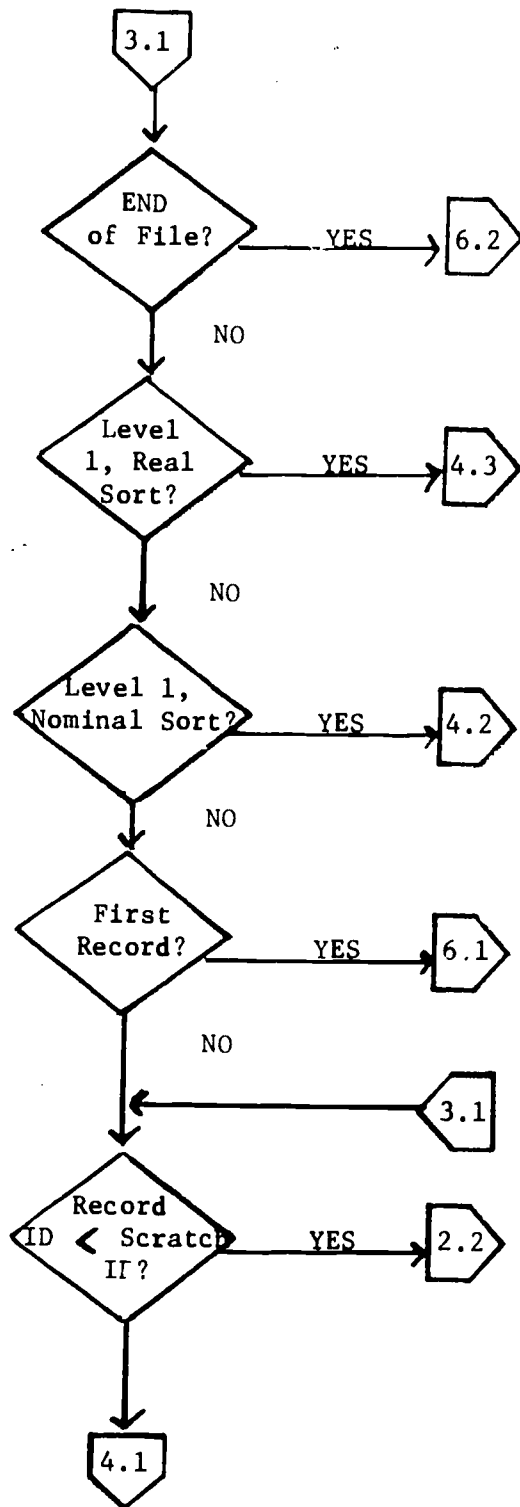 3.1
END
of File?
YES
6.2
NO
Level
1, Real
Sort?
YES
4.3
NO
Level 1,
Nominal Sort?
YES
4.2
NO
First
Record?
YES
6.1
NO
3.1
Record
ID < Scratch
ID?
YES
2.2
4.1